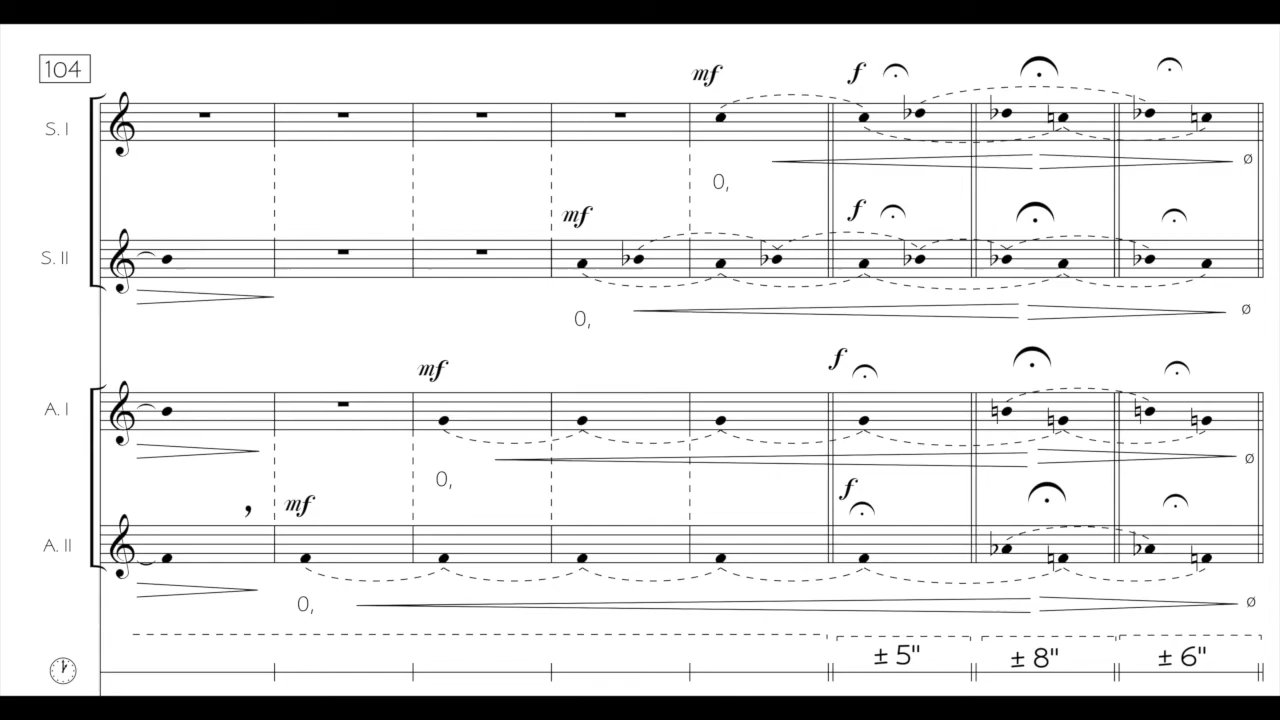 104
mf
f
S. I
ø
0,
mf
f
S. II
ø
0,
mf
f
A. I
ø
0,
mf
f
A. II
ø
0,
± 5" ± 8" ± 6"